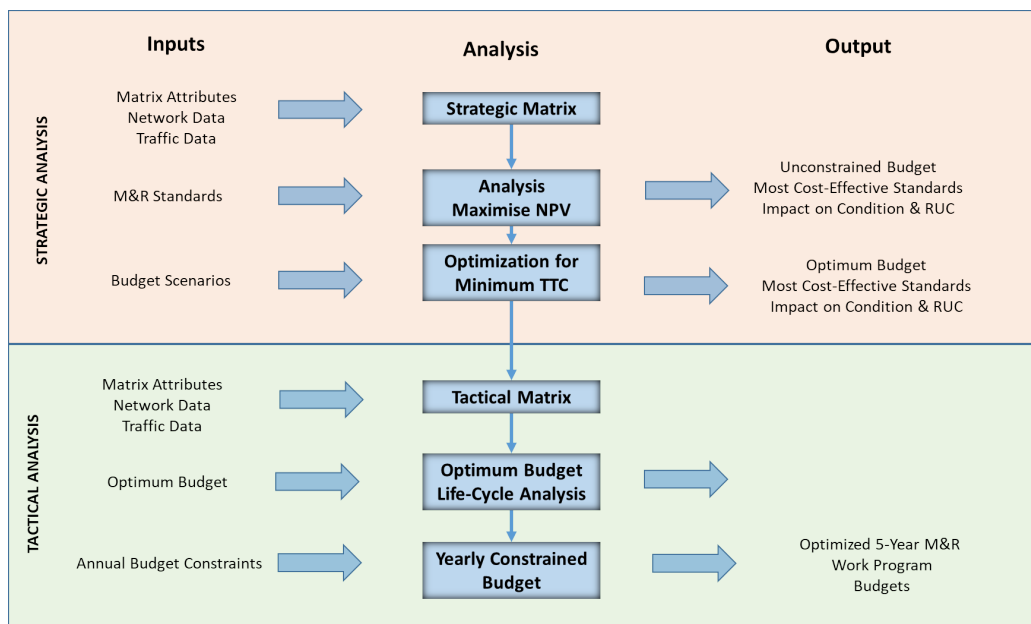 Inputs
Analysis
Output
STRATEGIC ANALYSIS
Matrix Attributes
Network Data
Traffic Data
Strategic Matrix
M&R Standards
Analysis
Maximise NPV
Unconstrained Budget
Most Cost-Effective Standards
Impact on Condition & RUC
Budget Scenarios
Optimization for
Minimum TTC
Optimum Budget
Most Cost-Effective Standards
Impact on Condition & RUC
TACTICAL ANALYSIS
Matrix Attributes
Network Data
Traffic Data
Tactical Matrix
Optimum Budget
Optimum Budget
Life-Cycle Analysis
Annual Budget Constraints
Yearly Constrained
Budget
Optimized 5-Year M&R
Work Program
Budgets